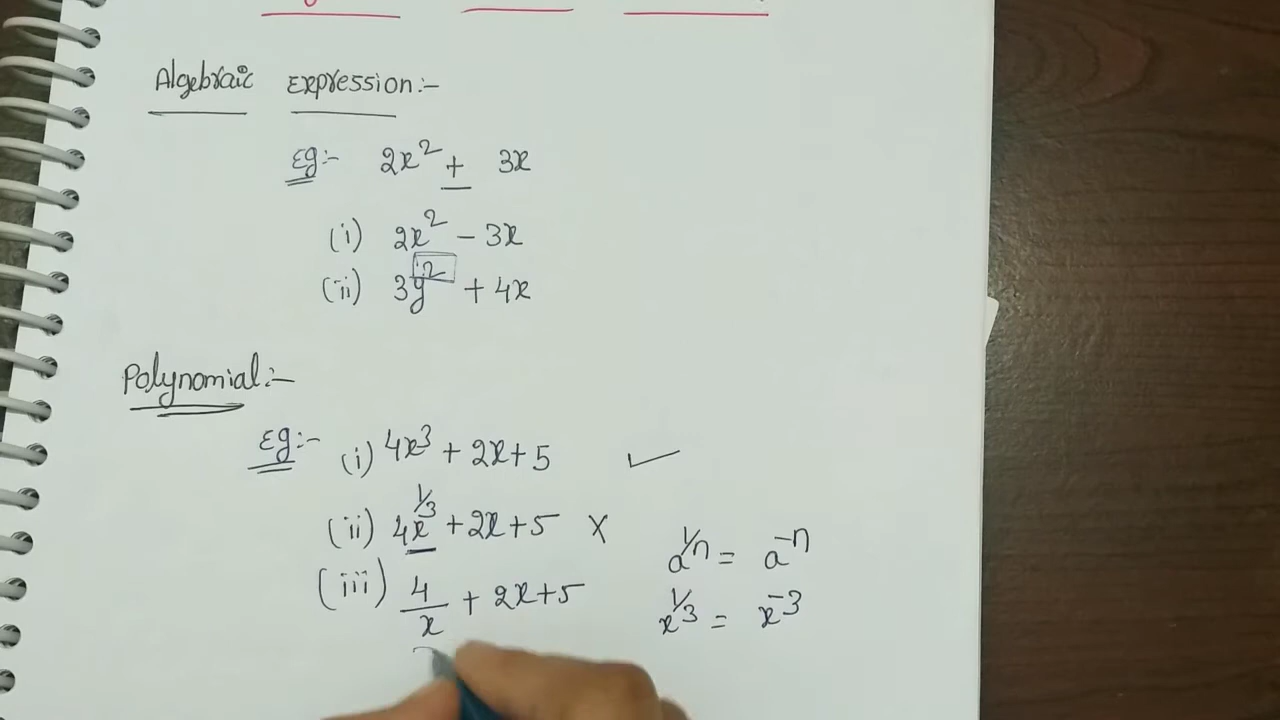 Algebraic Expression:-
Eg:- 2x² + 3x
(i) 2x² - 3x
(ii) 3y² + 4x
Polynomial:-
Eg:- (i) 4x³ + 2x + 5 ✓
(ii) 4x^1/3 + 2x + 5 X
a^1/n = a^-n
(iii) 4/x + 2x + 5
x^1/3 = x^-3